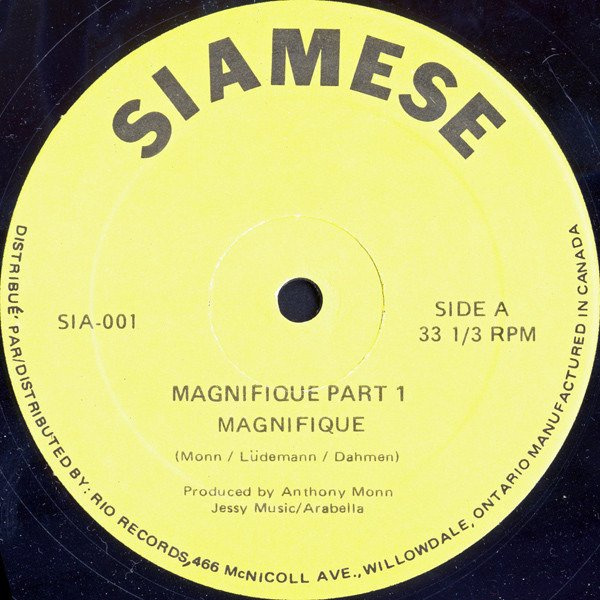 SIAMESE
SIA-001
SIDE A
33 1/3 RPM
MAGNIFIQUE PART 1
MAGNIFIQUE
(Monn / Lüdemann / Dahmen)
Produced by Anthony Monn
Jessy Music/Arabella
DISTRIBUÉ PAR/DISTRIBUTED BY: RIO RECORDS, 466 McNICOLL AVE., WILLOWDALE, ONTARIO MANUFACTURED IN CANADA